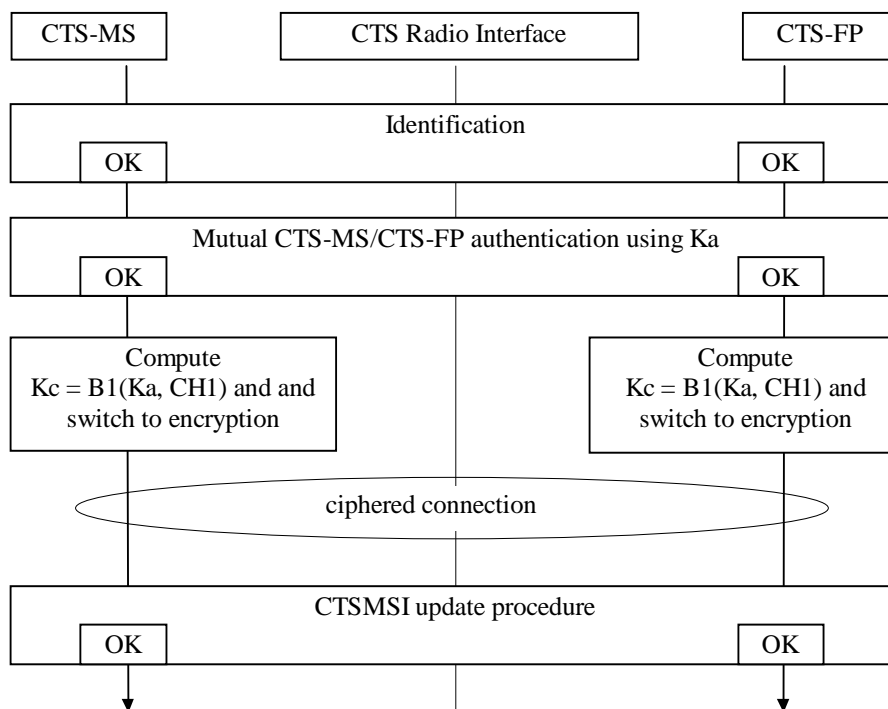 CTS-MS
CTS Radio Interface
CTS-FP
Identification
OK
OK
Mutual CTS-MS/CTS-FP authentication using Ka
OK
OK
Compute
Kc = B1(Ka, CH1) and and
switch to encryption
Compute
Kc = B1(Ka, CH1) and
switch to encryption
ciphered connection
CTSMSI update procedure
OK
OK